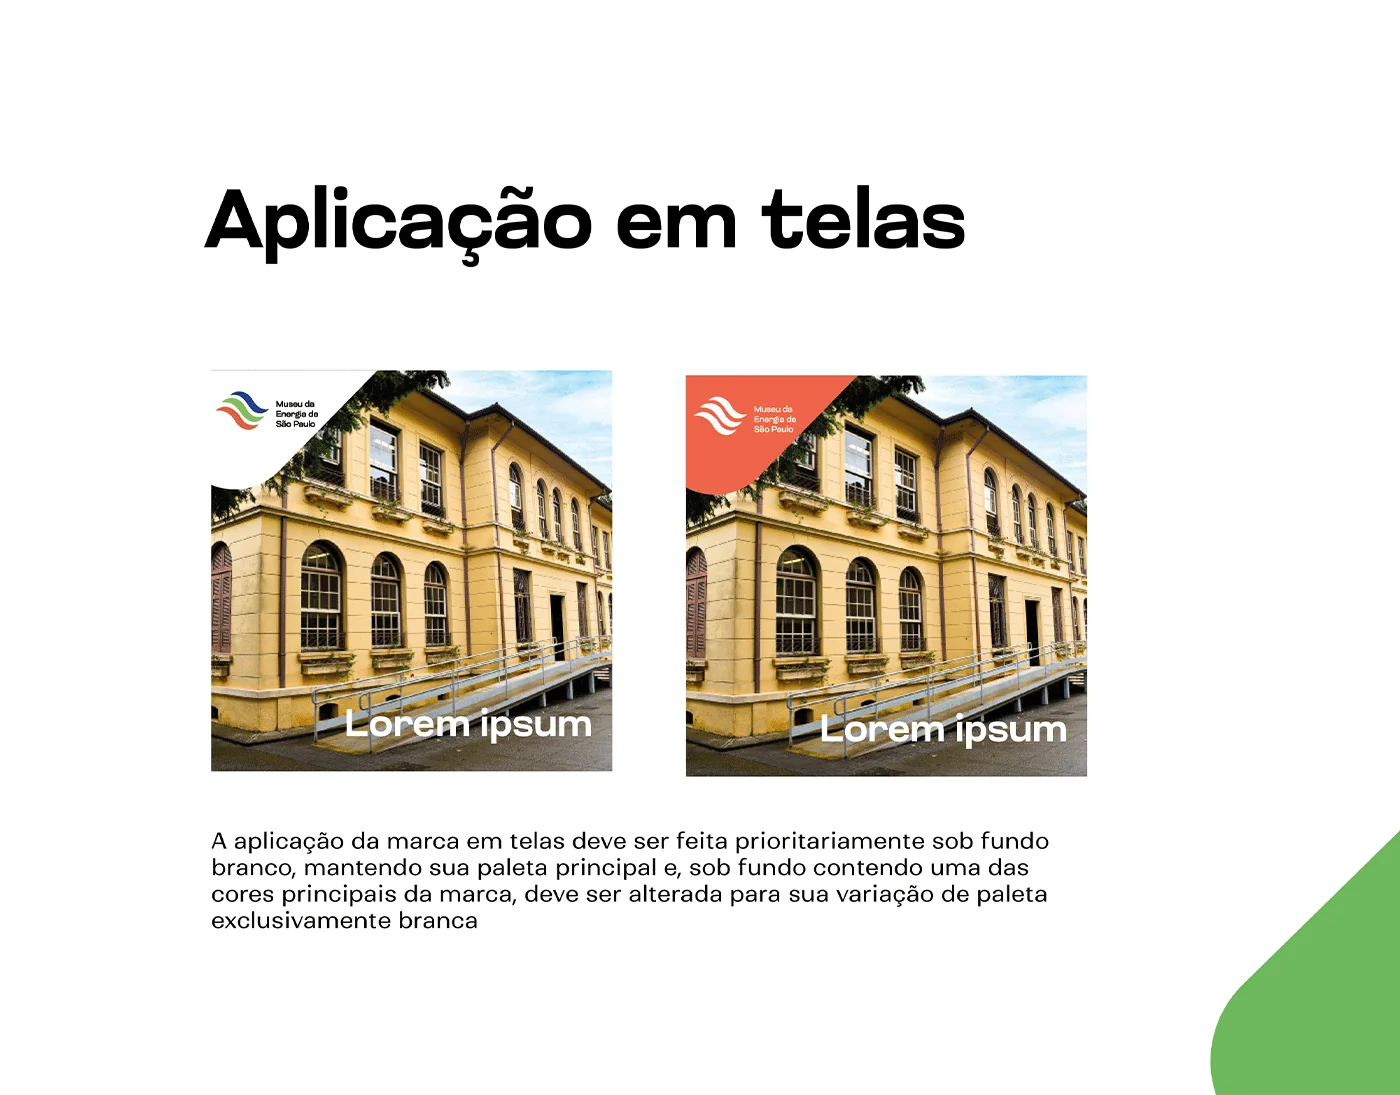 Aplicação em telas
Museu da
Energia de
São Paulo
Lorem ipsum
Museu da
Energia de
São Paulo
Lorem ipsum
A aplicação da marca em telas deve ser feita prioritariamente sob fundo
branco, mantendo sua paleta principal e, sob fundo contendo uma das
cores principais da marca, deve ser alterada para sua variação de paleta
exclusivamente branca